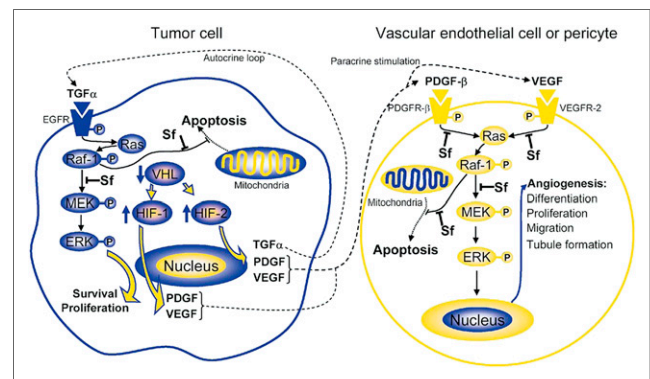 Tumor cell
Vascular endothelial cell or pericyte
Autocrine loop
Paracrine stimulation
TGFα
EGFR
P
Ras
Raf-1
P
Sf
Apoptosis
Sf
Mitochondria
MEK
P
VHL
HIF-1
HIF-2
ERK
P
Nucleus
TGFα
PDGF
VEGF
Survival
Proliferation
PDGF
VEGF
PDGF-β
VEGF
PDGFR-β
P
P
VEGFR-2
Ras
Sf
Sf
Raf-1
P
Sf
Mitochondria
MEK
P
Sf
Apoptosis
ERK
P
Nucleus
Angiogenesis:
Differentiation
Proliferation
Migration
Tubule formation